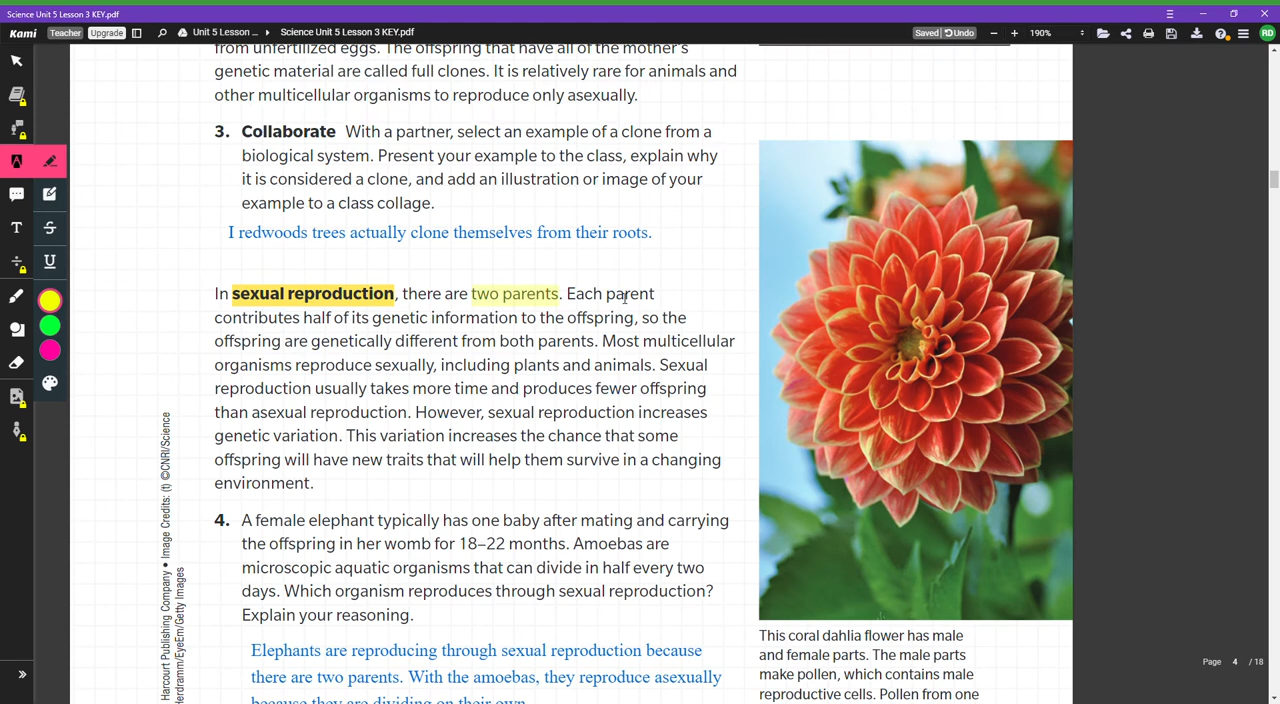 Science Unit 5 Lesson 3 KEY.pdf
Kami Teacher Upgrade Unit 5 Lesson ... Science Unit 5 Lesson 3 KEY.pdf Saved Undo 190% RD
from unfertilized eggs. The offspring that have all of the mother's
genetic material are called full clones. It is relatively rare for animals and
other multicellular organisms to reproduce only asexually.
3. Collaborate With a partner, select an example of a clone from a
biological system. Present your example to the class, explain why
it is considered a clone, and add an illustration or image of your
example to a class collage.
I redwoods trees actually clone themselves from their roots.
In sexual reproduction, there are two parents. Each parent
contributes half of its genetic information to the offspring, so the
offspring are genetically different from both parents. Most multicellular
organisms reproduce sexually, including plants and animals. Sexual
reproduction usually takes more time and produces fewer offspring
than asexual reproduction. However, sexual reproduction increases
genetic variation. This variation increases the chance that some
offspring will have new traits that will help them survive in a changing
environment.
4. A female elephant typically has one baby after mating and carrying
the offspring in her womb for 18–22 months. Amoebas are
microscopic aquatic organisms that can divide in half every two
days. Which organism reproduces through sexual reproduction?
Explain your reasoning.
Elephants are reproducing through sexual reproduction because
there are two parents. With the amoebas, they reproduce asexually
because they are dividing on their own.
Harcourt Publishing Company • Image Credits: (t) ©CNRI/Science
Herdramm/EyeEm/Getty Images
This coral dahlia flower has male
and female parts. The male parts
make pollen, which contains male
reproductive cells. Pollen from one
Page 4 / 18